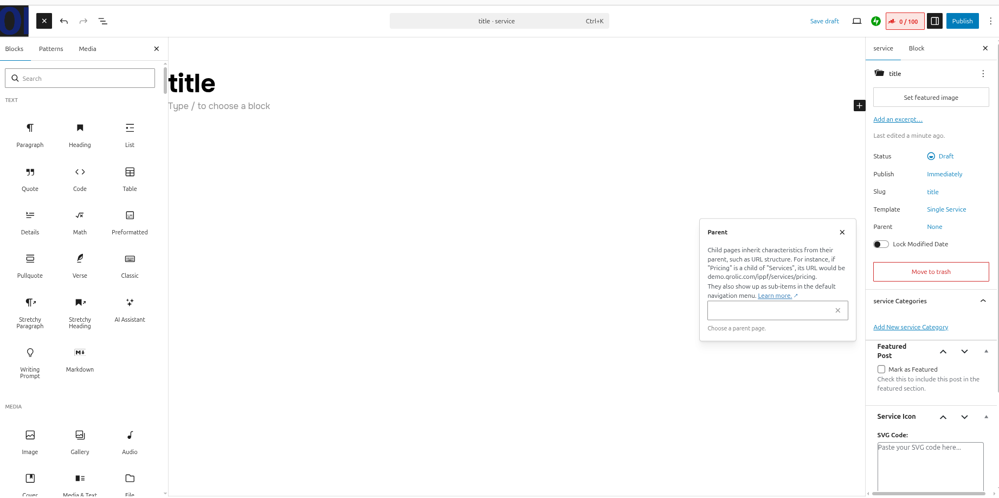 title · service
Ctrl+K
Save draft
0 / 100
Publish
Blocks
Patterns
Media
Search
TEXT
Paragraph
Heading
List
Quote
Code
Table
Details
Math
Preformatted
Pullquote
Verse
Classic
Stretchy
Paragraph
Stretchy
Heading
AI Assistant
Writing
Prompt
Markdown
MEDIA
Image
Gallery
Audio
Cover
Media & Text
File
title
Type / to choose a block
Parent
Child pages inherit characteristics from their
parent, such as URL structure. For instance, if
"Pricing" is a child of "Services", its URL would be
demo.qrolic.com/ippf/services/pricing.
They also show up as sub-items in the default
navigation menu. Learn more. ↗
Choose a parent page.
service
Block
title
Set featured image
Add an excerpt…
Last edited a minute ago.
Status
Draft
Publish
Immediately
Slug
title
Template
Single Service
Parent
None
Lock Modified Date
Move to trash
service Categories
Add New service Category
Featured
Post
Mark as Featured
Check this to include this post in the
featured section.
Service Icon
SVG Code:
Paste your SVG code here...